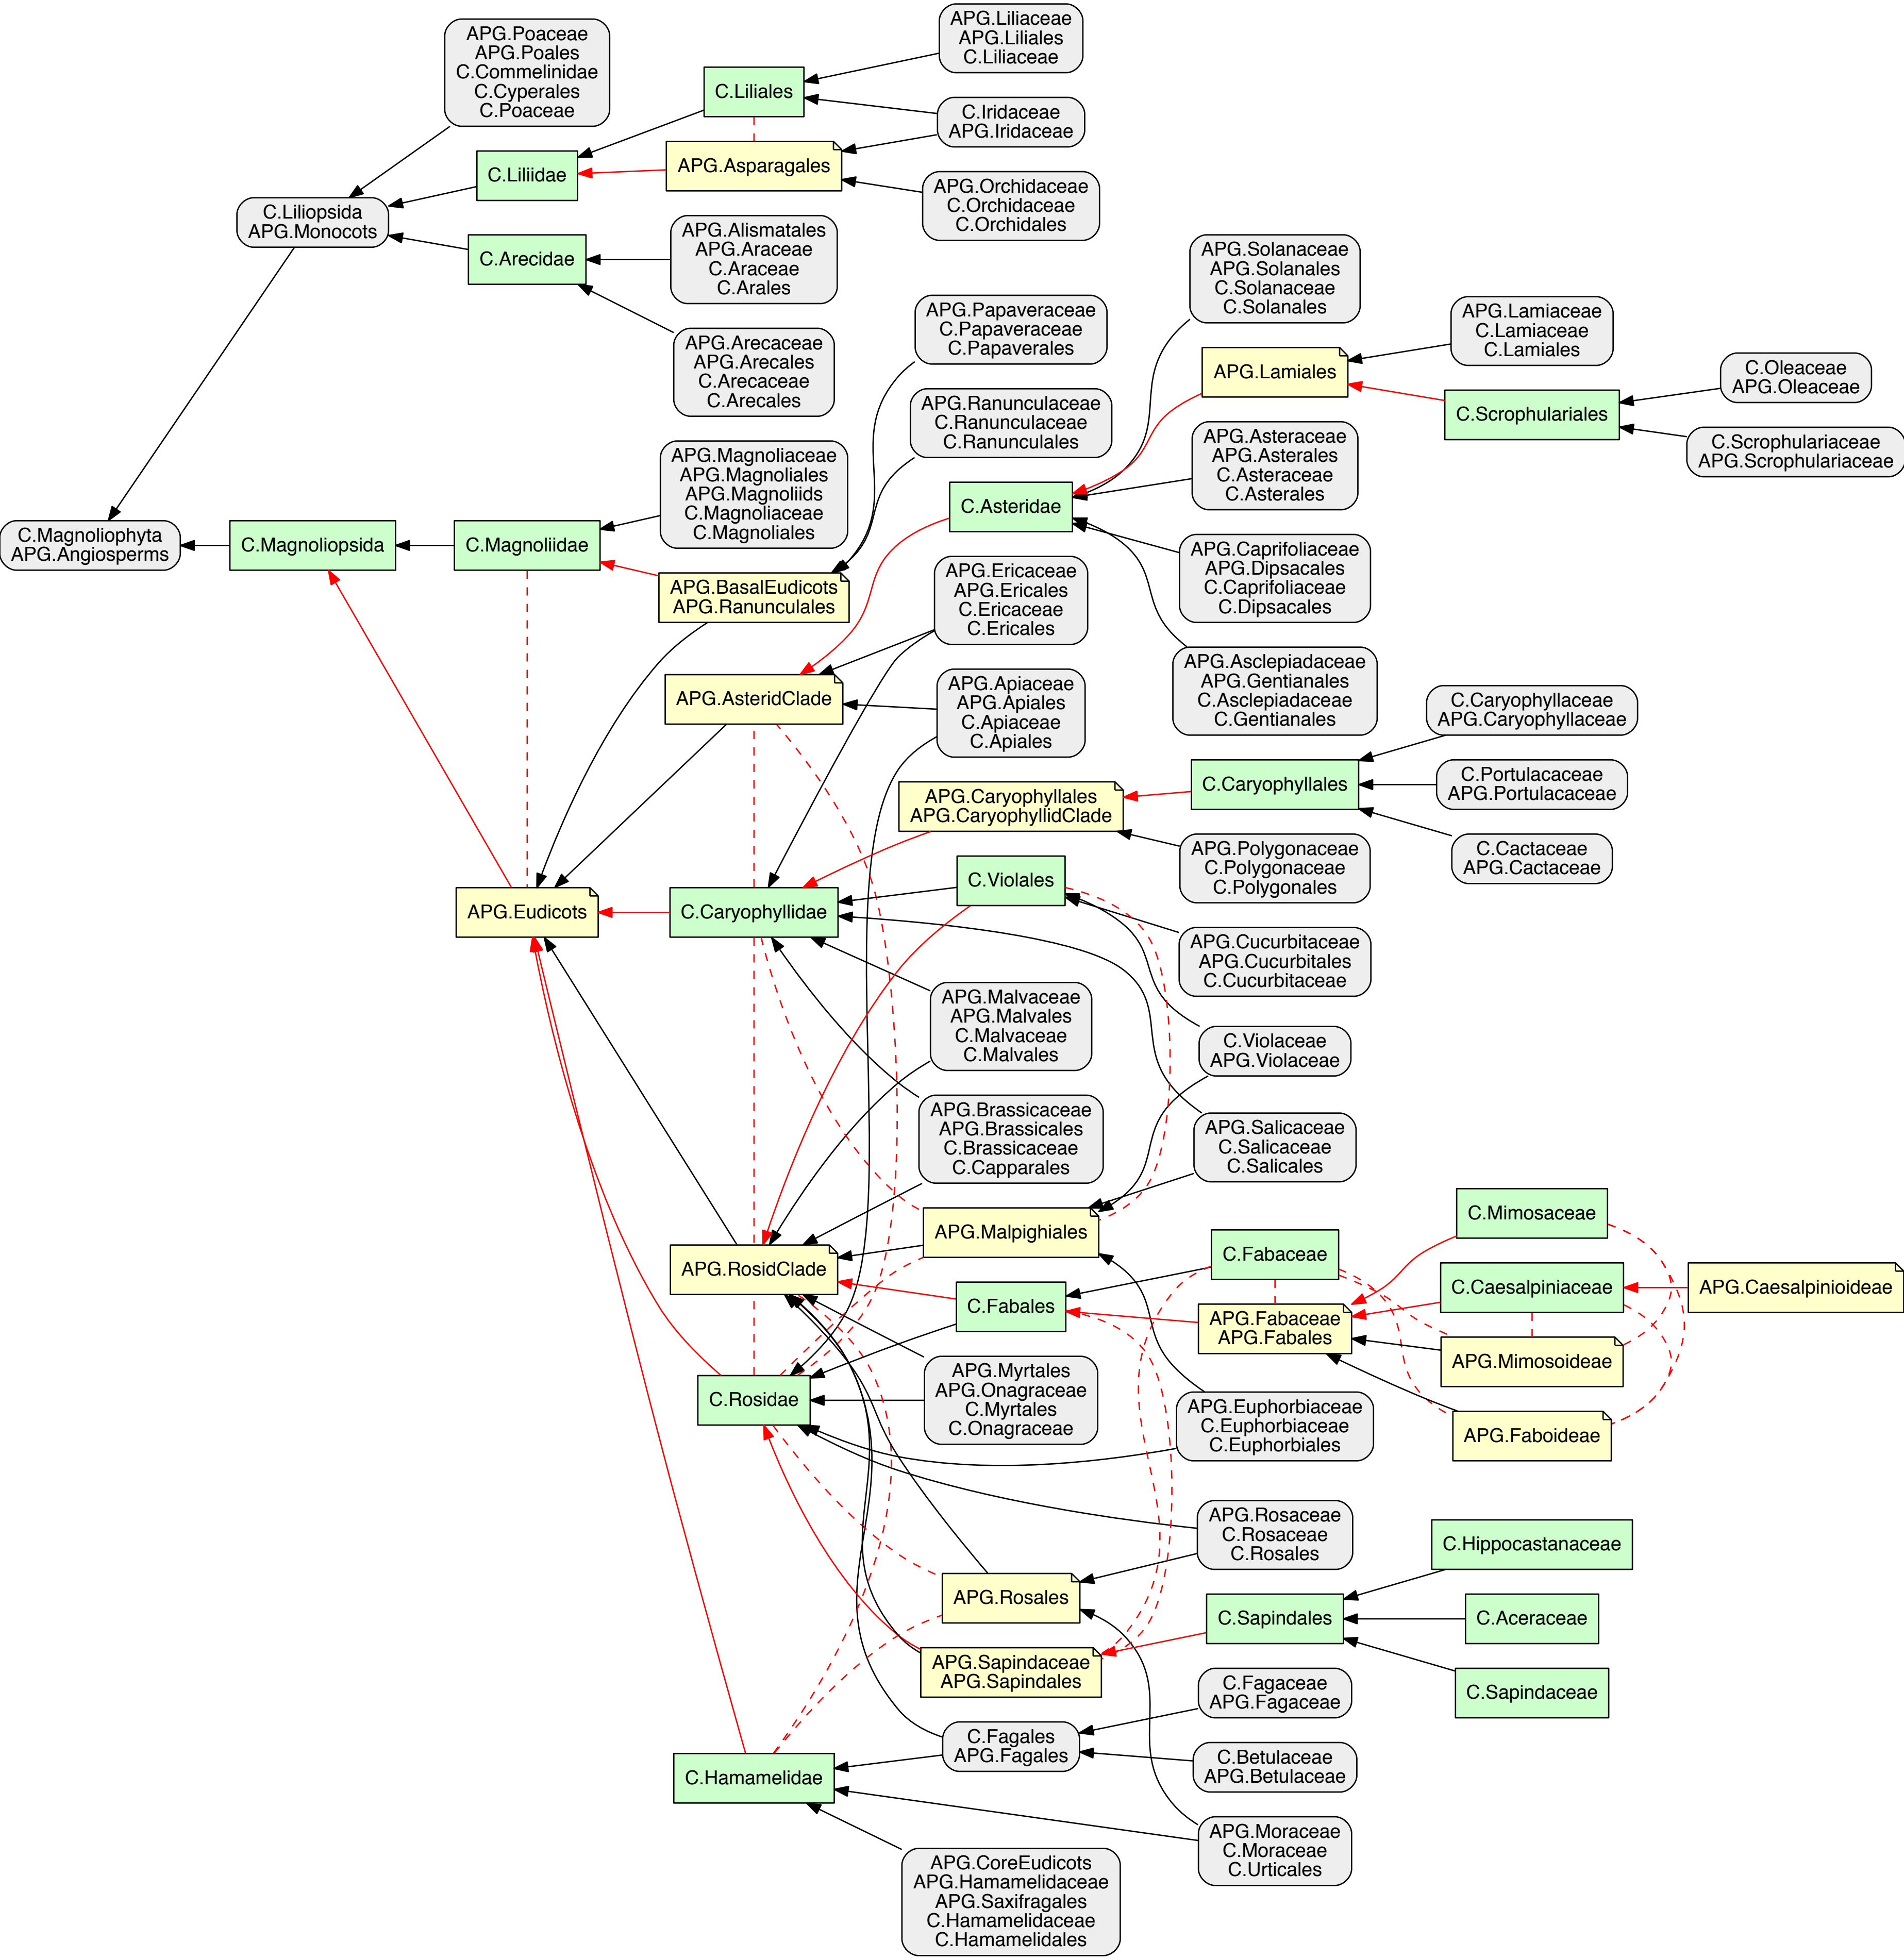 APG.Poaceae
APG.Poales
C.Commelinidae
C.Cyperales
C.Poaceae
C.Liliales
APG.Liliaceae
APG.Liliales
C.Liliaceae
C.Iridaceae
APG.Iridaceae
C.Liliidae
APG.Asparagales
APG.Orchidaceae
C.Orchidaceae
C.Orchidales
C.Liliopsida
APG.Monocots
C.Arecidae
APG.Alismatales
APG.Araceae
C.Araceae
C.Arales
APG.Arecaceae
APG.Arecales
C.Arecaceae
C.Arecales
APG.Papaveraceae
C.Papaveraceae
C.Papaverales
APG.Ranunculaceae
C.Ranunculaceae
C.Ranunculales
APG.Solanaceae
APG.Solanales
C.Solanaceae
C.Solanales
APG.Lamiales
APG.Lamiaceae
C.Lamiaceae
C.Lamiales
C.Scrophulariales
C.Oleaceae
APG.Oleaceae
C.Scrophulariaceae
APG.Scrophulariaceae
APG.Asteraceae
APG.Asterales
C.Asteraceae
C.Asterales
C.Magnoliophyta
APG.Angiosperms
C.Magnoliopsida
C.Magnoliidae
APG.Magnoliaceae
APG.Magnoliales
APG.Magnoliids
C.Magnoliaceae
C.Magnoliales
APG.BasalEudicots
APG.Ranunculales
C.Asteridae
APG.Caprifoliaceae
APG.Dipsacales
C.Caprifoliaceae
C.Dipsacales
APG.Ericaceae
APG.Ericales
C.Ericaceae
C.Ericales
APG.AsteridClade
APG.Apiaceae
APG.Apiales
C.Apiaceae
C.Apiales
APG.Asclepiadaceae
APG.Gentianales
C.Asclepiadaceae
C.Gentianales
C.Caryophyllaceae
APG.Caryophyllaceae
APG.Caryophyllales
APG.CaryophyllidClade
C.Caryophyllales
C.Portulacaceae
APG.Portulacaceae
APG.Polygonaceae
C.Polygonaceae
C.Polygonales
C.Cactaceae
APG.Cactaceae
APG.Eudicots
C.Caryophyllidae
C.Violales
APG.Cucurbitaceae
APG.Cucurbitales
C.Cucurbitaceae
APG.Malvaceae
APG.Malvales
C.Malvaceae
C.Malvales
C.Violaceae
APG.Violaceae
APG.Brassicaceae
APG.Brassicales
C.Brassicaceae
C.Capparales
APG.Salicaceae
C.Salicaceae
C.Salicales
APG.RosidClade
APG.Malpighiales
C.Fabales
C.Fabaceae
APG.Fabaceae
APG.Fabales
C.Mimosaceae
C.Caesalpiniaceae
APG.Caesalpinioideae
APG.Mimosoideae
APG.Faboideae
C.Rosidae
APG.Myrtales
APG.Onagraceae
C.Myrtales
C.Onagraceae
APG.Euphorbiaceae
C.Euphorbiaceae
C.Euphorbiales
APG.Rosaceae
C.Rosaceae
C.Rosales
APG.Rosales
C.Hippocastanaceae
C.Sapindales
C.Aceraceae
C.Sapindaceae
APG.Sapindaceae
APG.Sapindales
C.Fagaceae
APG.Fagaceae
C.Fagales
APG.Fagales
C.Betulaceae
APG.Betulaceae
C.Hamamelidae
APG.Moraceae
C.Moraceae
C.Urticales
APG.CoreEudicots
APG.Hamamelidaceae
APG.Saxifragales
C.Hamamelidaceae
C.Hamamelidales